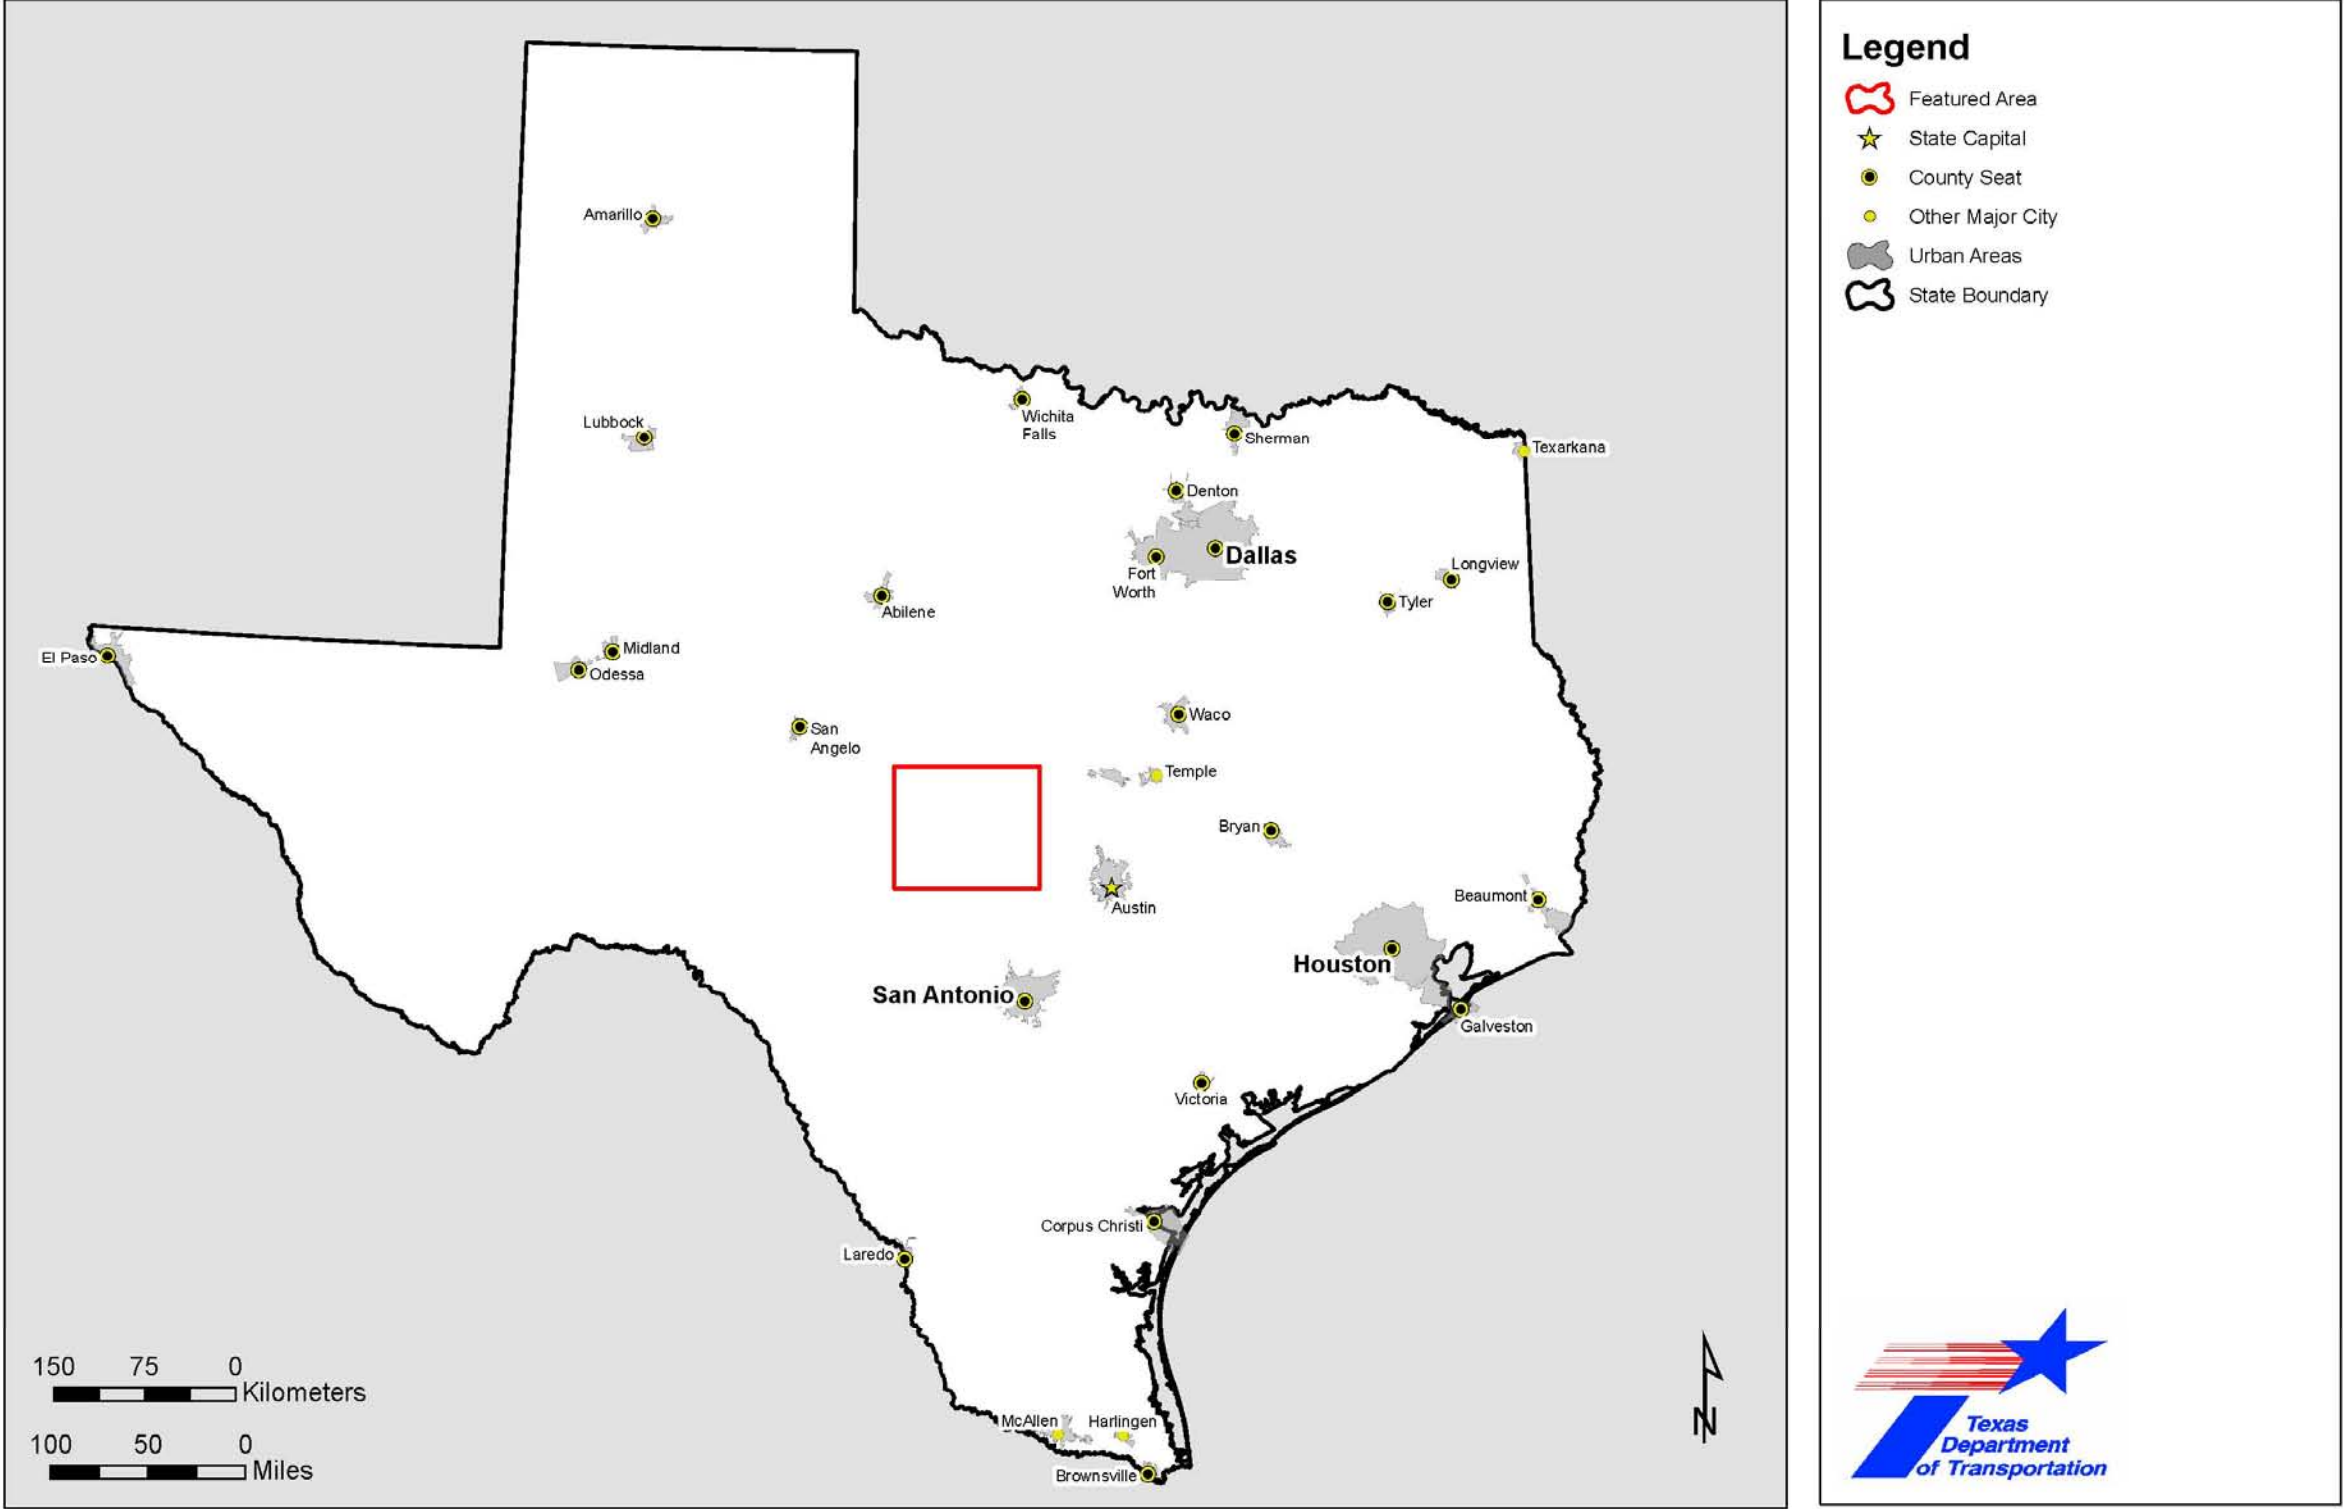 Legend
Featured Area
State Capital
County Seat
Other Major City
Urban Areas
State Boundary
Amarillo
Lubbock
Wichita
Falls
Sherman
Texarkana
Denton
Dallas
Fort
Worth
Longview
Tyler
Abilene
El Paso
Midland
Odessa
San
Angelo
Waco
Temple
Bryan
Austin
Beaumont
Houston
San Antonio
Galveston
Victoria
Corpus Christi
Laredo
McAllen
Harlingen
Brownsville
150 75 0
Kilometers
100 50 0
Miles
N
Texas
Department
of Transportation